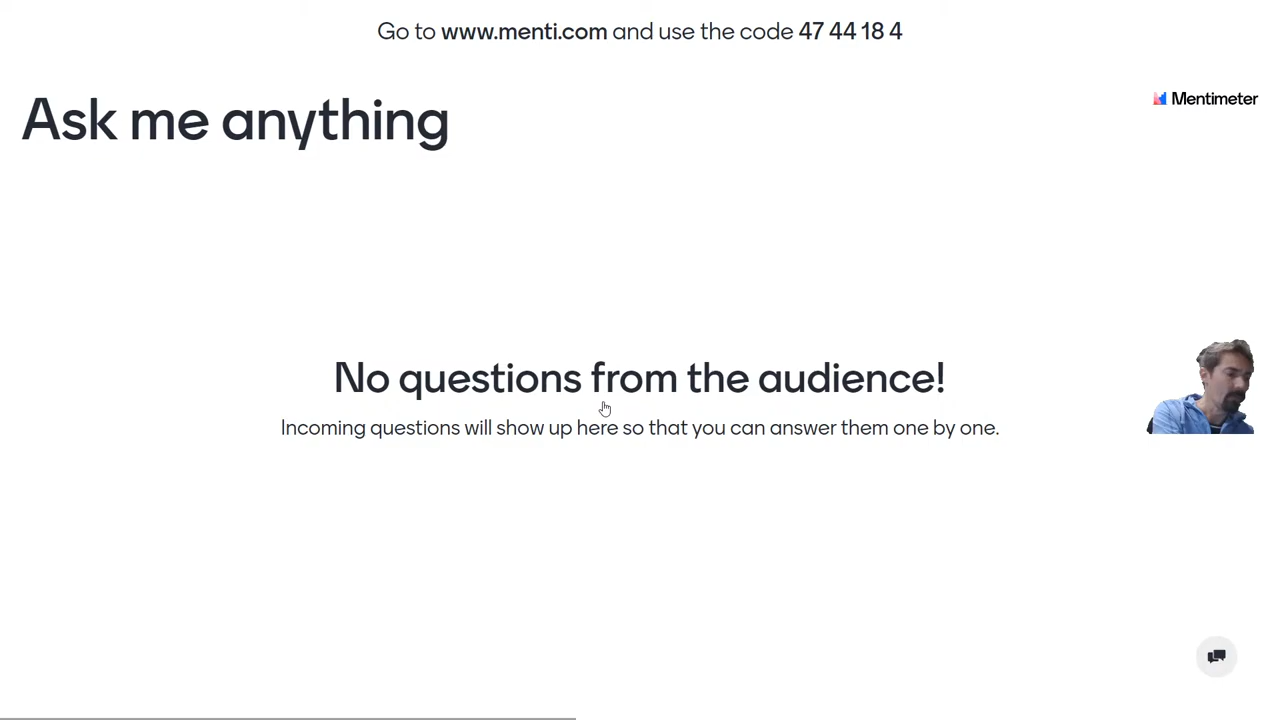 Go to www.menti.com and use the code 47 44 18 4
Ask me anything
Mentimeter
No questions from the audience!
Incoming questions will show up here so that you can answer them one by one.